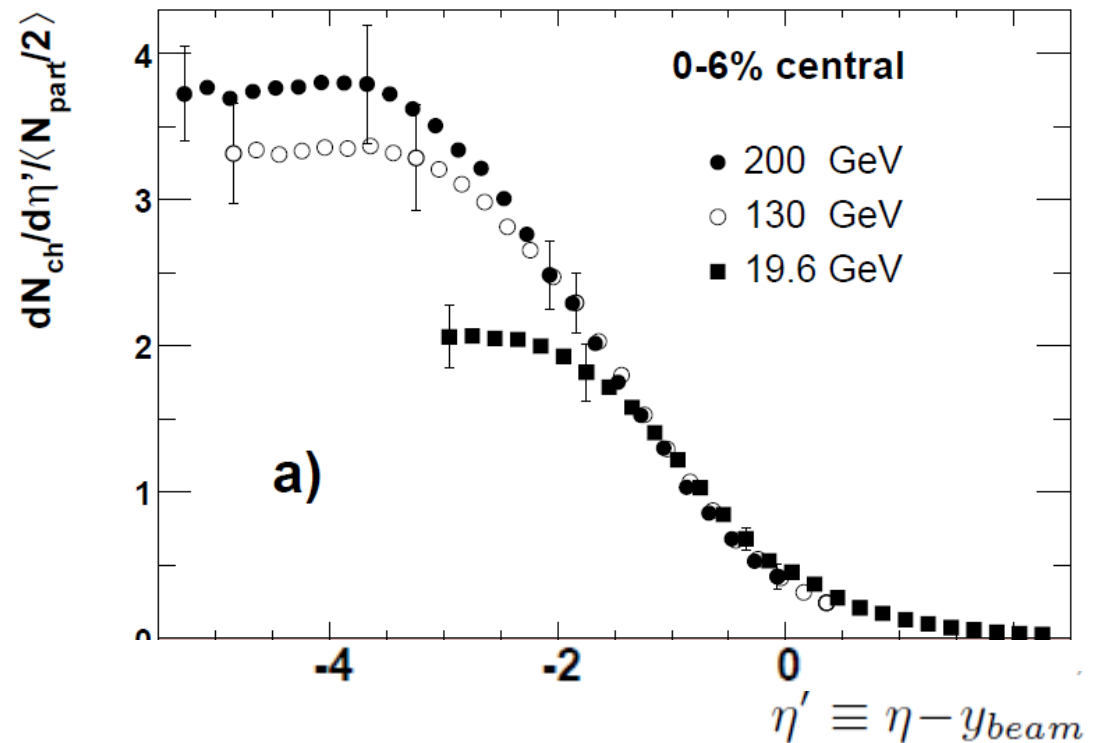 dN_ch/dη'/⟨N_part/2⟩
4
3
2
1
0
0-6% central
200 GeV
130 GeV
19.6 GeV
a)
-4 -2 0
η′ ≡ η−y_beam